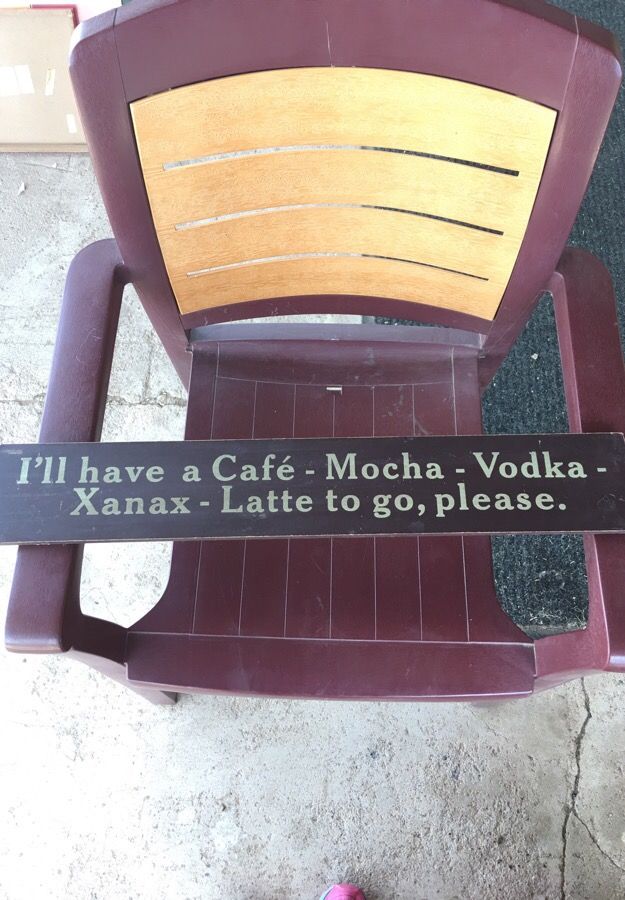 I'll have a Café - Mocha - Vodka -
Xanax - Latte to go, please.